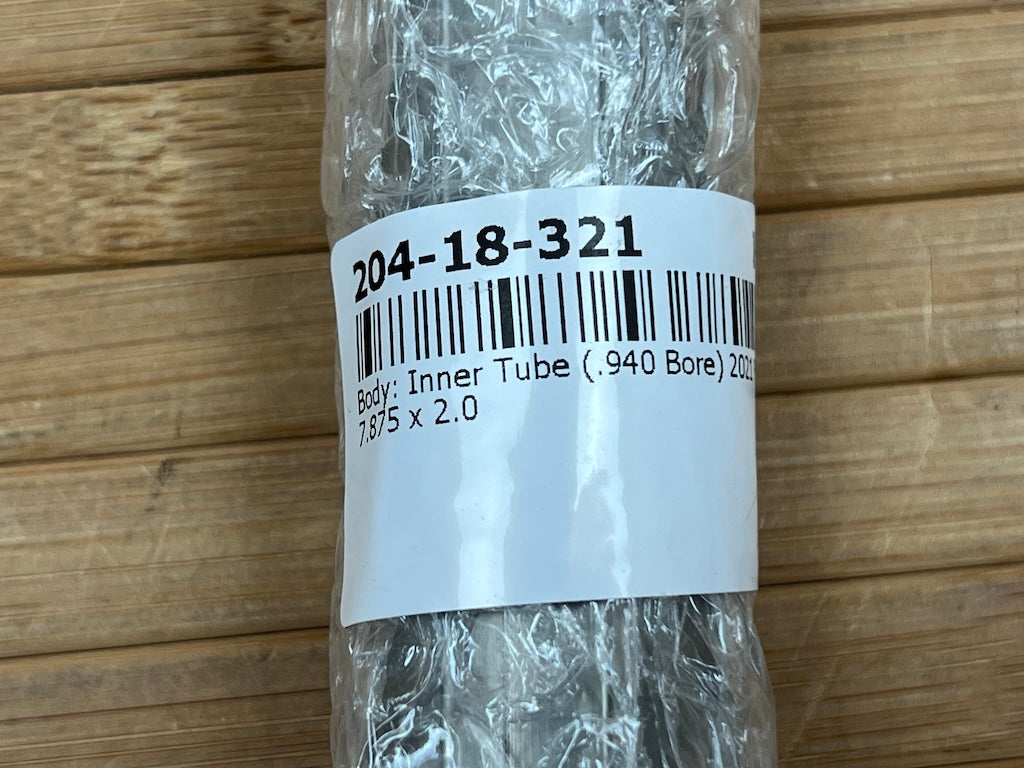 204-18-321
Body: Inner Tube (.940 Bore) 2021
7.875 x 2.0